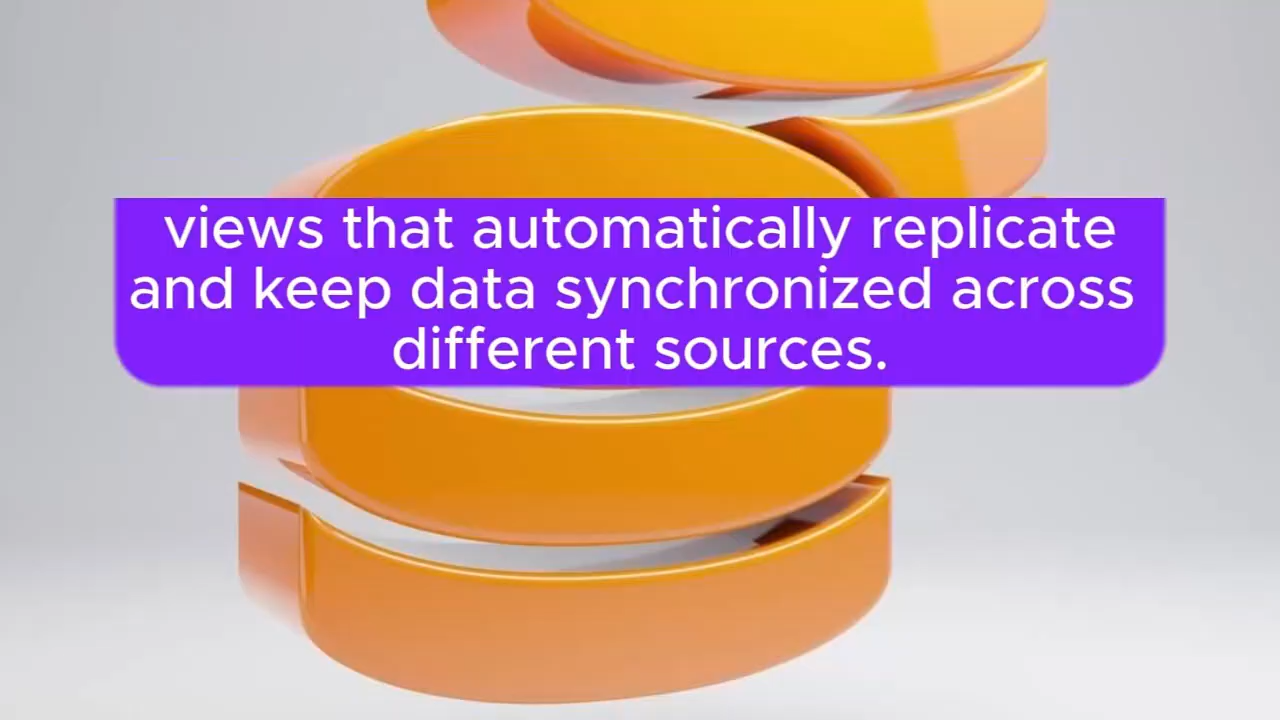 views that automatically replicate
and keep data synchronized across
different sources.